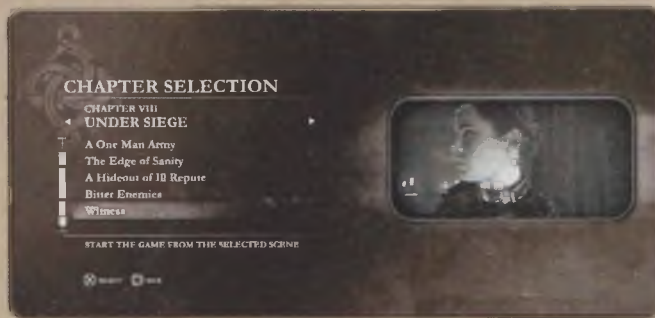 CHAPTER SELECTION
CHAPTER VIII
UNDER SIEGE
A One Man Army
The Edge of Sanity
A Hideout of Ill Repute
Bitter Enemies
Witness
START THE GAME FROM THE SELECTED SCENE